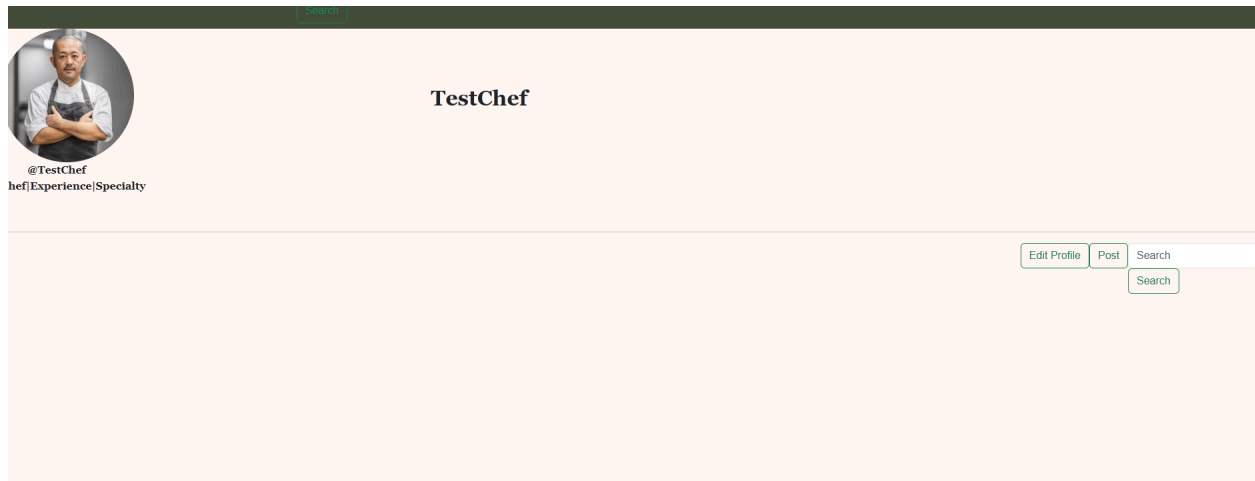 Search
TestChef
@TestChef
hef|Experience|Specialty
Edit Profile Post Search
Search